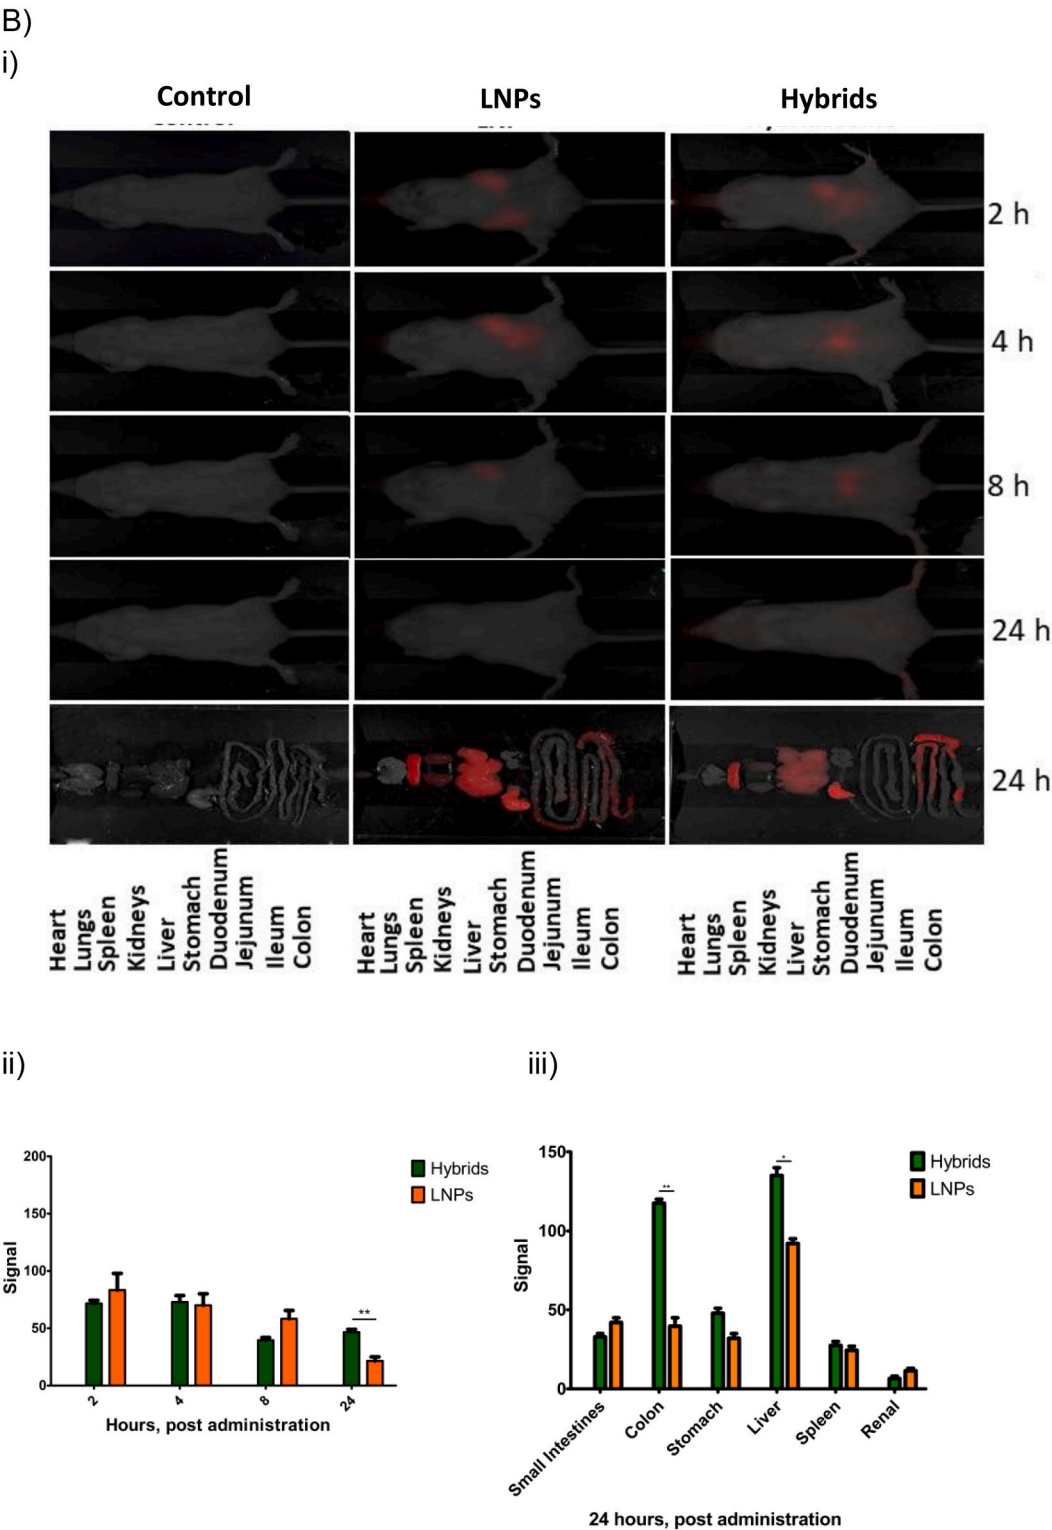 B)
i)
Control LNPs Hybrids
2 h
4 h
8 h
24 h
24 h
Heart Lungs Spleen Kidneys Liver Stomach Duodenum Jejunum Ileum Colon
Heart Lungs Spleen Kidneys Liver Stomach Duodenum Jejunum Ileum Colon
Heart Lungs Spleen Kidneys Liver Stomach Duodenum Jejunum Ileum Colon
ii)
Signal
200
150
100
50
0
**
Hybrids
LNPs
2 4 8 24
Hours, post administration
iii)
Signal
150
100
50
0
**
*
Hybrids
LNPs
Small Intestines Colon Stomach Liver Spleen Renal
24 hours, post administration